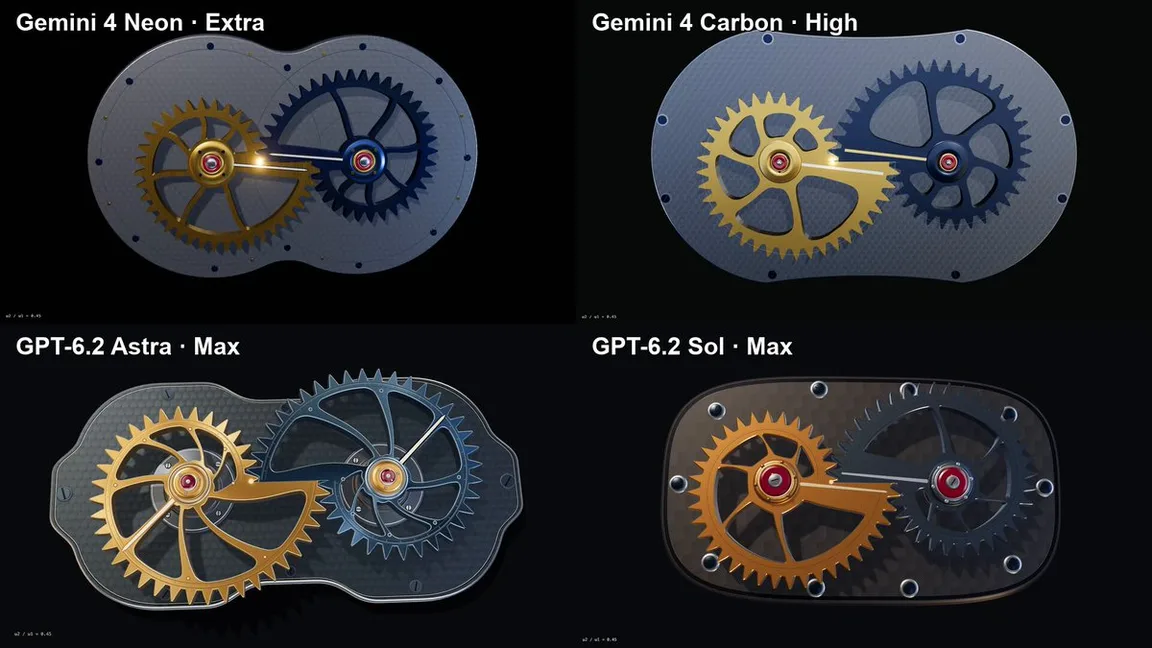 Gemini 4 Neon · Extra
Gemini 4 Carbon · High
GPT-6.2 Astra · Max
GPT-6.2 Sol · Max